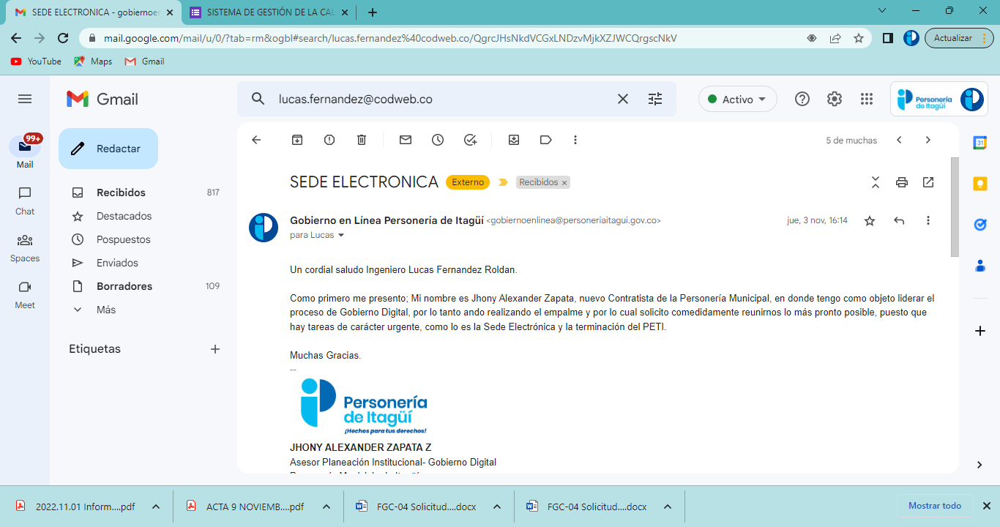 SEDE ELECTRONICA - gobiernoen
SISTEMA DE GESTIÓN DE LA CAL
mail.google.com/mail/u/0/?tab=rm&ogbl#search/lucas.fernandez%40codweb.co/QgrcJHsNkdVCGxLNDzvMjkXZJWCQrgscNkV
Actualizar
YouTube
Maps
Gmail
Gmail
lucas.fernandez@codweb.co
Activo
Personería
de Itagüí
99+
Mail
Redactar
5 de muchas
31
Chat
Recibidos 817
Destacados
SEDE ELECTRONICA Externo Recibidos ×
Spaces
Pospuestos
Enviados
Gobierno en Línea Personería de Itagüí <gobiernoenlinea@personeriaitagui.gov.co> jue, 3 nov, 16:14
para Lucas
Meet
Borradores 109
Más
Etiquetas
Un cordial saludo Ingeniero Lucas Fernandez Roldan.
Como primero me presento; Mi nombre es Jhony Alexander Zapata, nuevo Contratista de la Personería Municipal, en donde tengo como objeto liderar el
proceso de Gobierno Digital, por lo tanto ando realizando el empalme y por lo cual solicito comedidamente reunirnos lo más pronto posible, puesto que
hay tareas de carácter urgente, como lo es la Sede Electrónica y la terminación del PETI.
Muchas Gracias.
--
Personería
de Itagüí
¡Hechos para tus derechos!
JHONY ALEXANDER ZAPATA Z
Asesor Planeación Institucional- Gobierno Digital
2022.11.01 Inform....pdf
ACTA 9 NOVIEMB....pdf
FGC-04 Solicitud....docx
FGC-04 Solicitud....docx
Mostrar todo